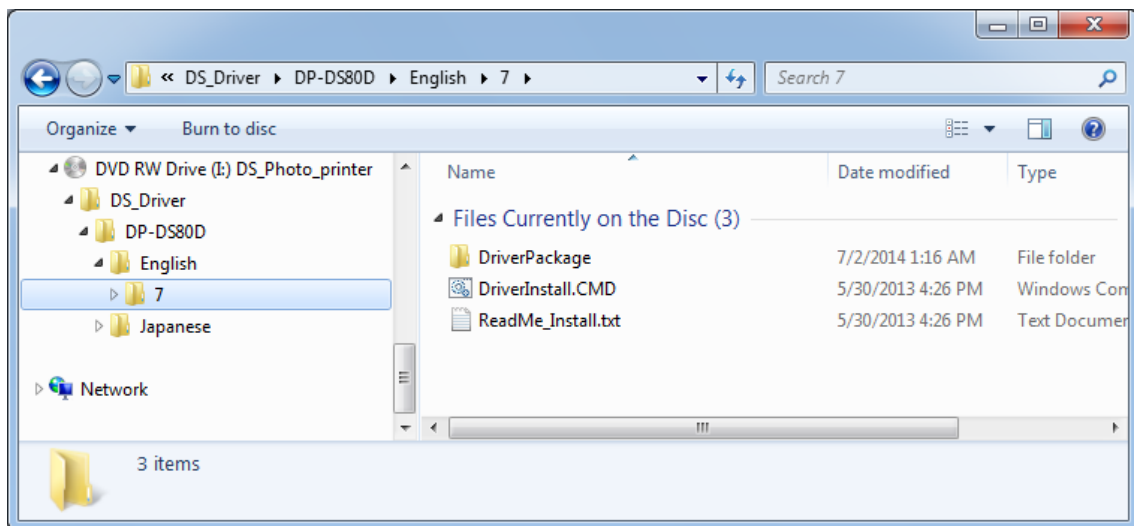 « DS_Driver ▸ DP-DS80D ▸ English ▸ 7 ▸ Search 7
Organize Burn to disc
DVD RW Drive (I:) DS_Photo_printer
DS_Driver
DP-DS80D
English
7
Japanese
Network
Name Date modified Type
Files Currently on the Disc (3)
DriverPackage 7/2/2014 1:16 AM File folder
DriverInstall.CMD 5/30/2013 4:26 PM Windows Com
ReadMe_Install.txt 5/30/2013 4:26 PM Text Documer
3 items